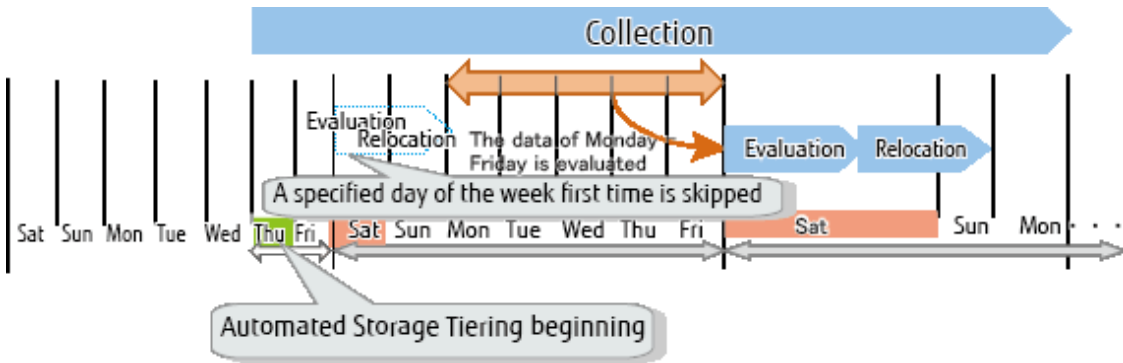 Collection
Evaluation
Relocation
The data of Monday –
Friday is evaluated
Evaluation
Relocation
A specified day of the week first time is skipped
Sat Sun Mon Tue Wed Thu Fri Sat Sun Mon Tue Wed Thu Fri Sat Sun Mon · · ·
Automated Storage Tiering beginning